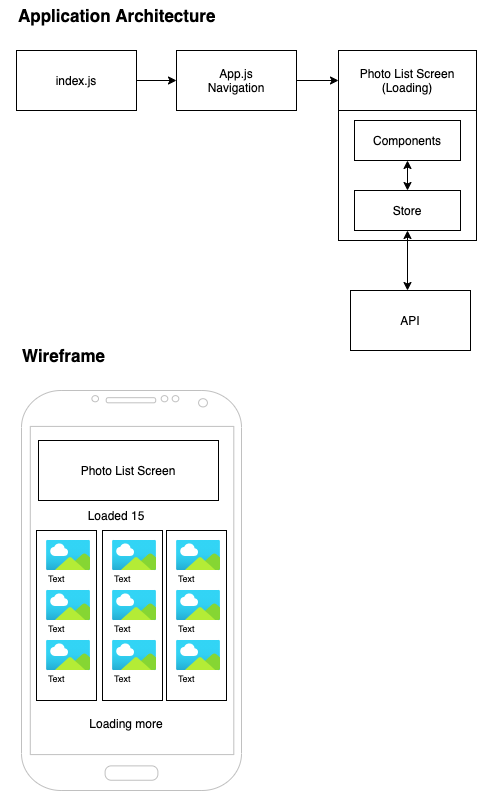 Application Architecture
index.js
App.js
Navigation
Photo List Screen
(Loading)
Components
Store
API
Wireframe
Photo List Screen
Loaded 15
Text
Text
Text
Text
Text
Text
Text
Text
Text
Loading more